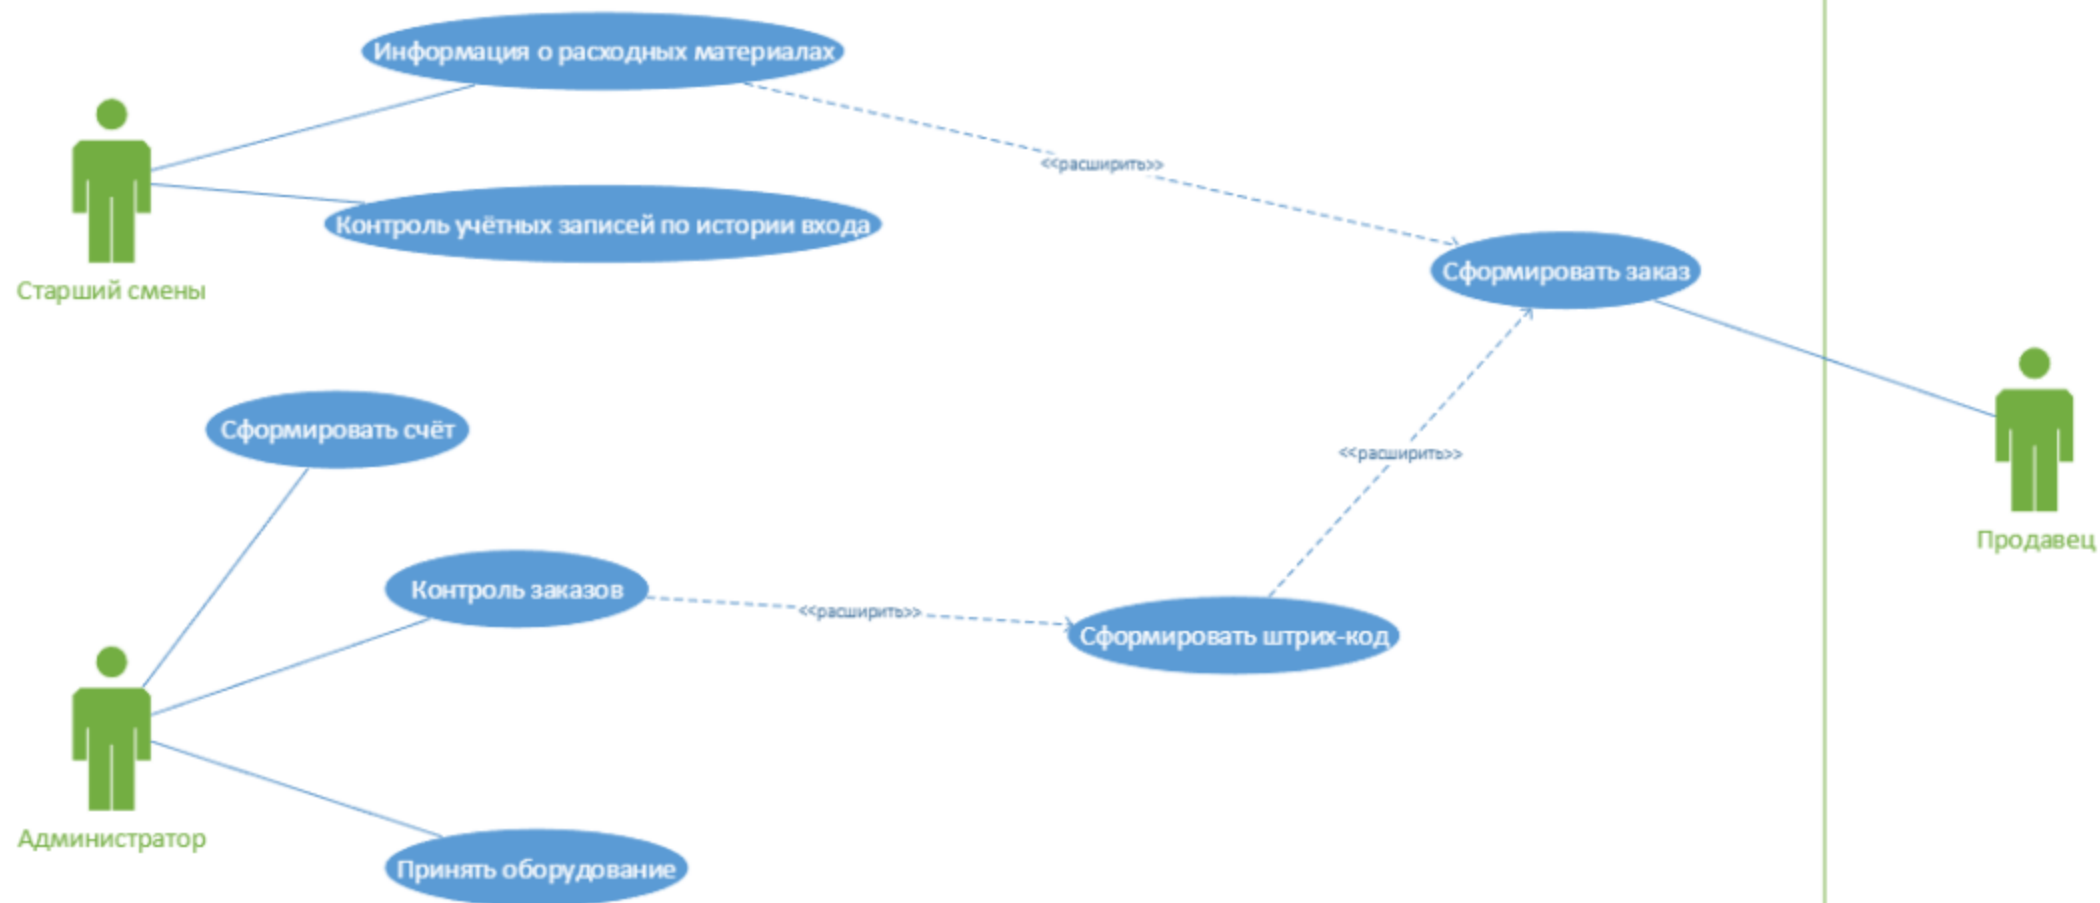 Информация о расходных материалах
<<расширить>>
Контроль учётных записей по истории входа
Сформировать заказ
Старший смены
Сформировать счёт
<<расширить>>
Продавец
Контроль заказов
<<расширить>>
Сформировать штрих-код
Администратор
Принять оборудование